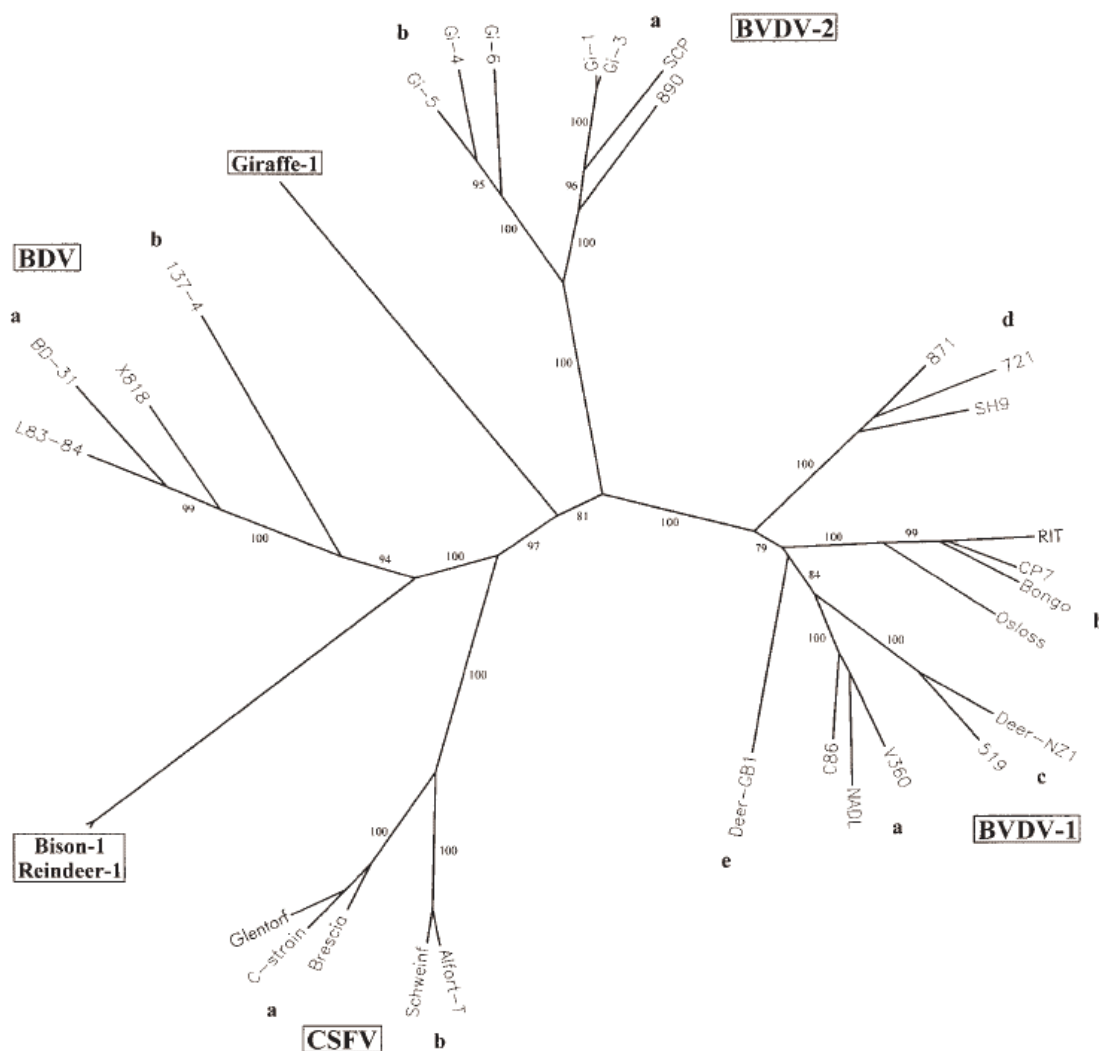 b
a
BVDV-2
Gi-5
Gi-4
Gi-6
Gi-1
Gi-3
SCP
890
100
95
96
100
100
Giraffe-1
BDV
b
137-4
a
BD-31
X818
L83-84
100
d
871
721
SH9
100
99
100
94
100
97
81
100
79
100
99
RIT
CP7
Bongo
Osloss
b
84
100
100
100
Deer-NZ1
519
c
C86
NADL
V360
a
Deer-GB1
e
BVDV-1
Bison-1
Reindeer-1
100
100
Glentorf
C-strain
Brescia
a
Schweinf
Alfort-T
b
CSFV